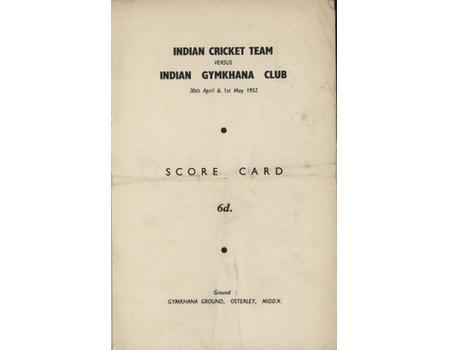 INDIAN CRICKET TEAM
VERSUS
INDIAN GYMKHANA CLUB
30th April & 1st May 1952
SCORE CARD
6d.
Ground :
GYMKHANA GROUND, OSTERLEY, MIDDX.